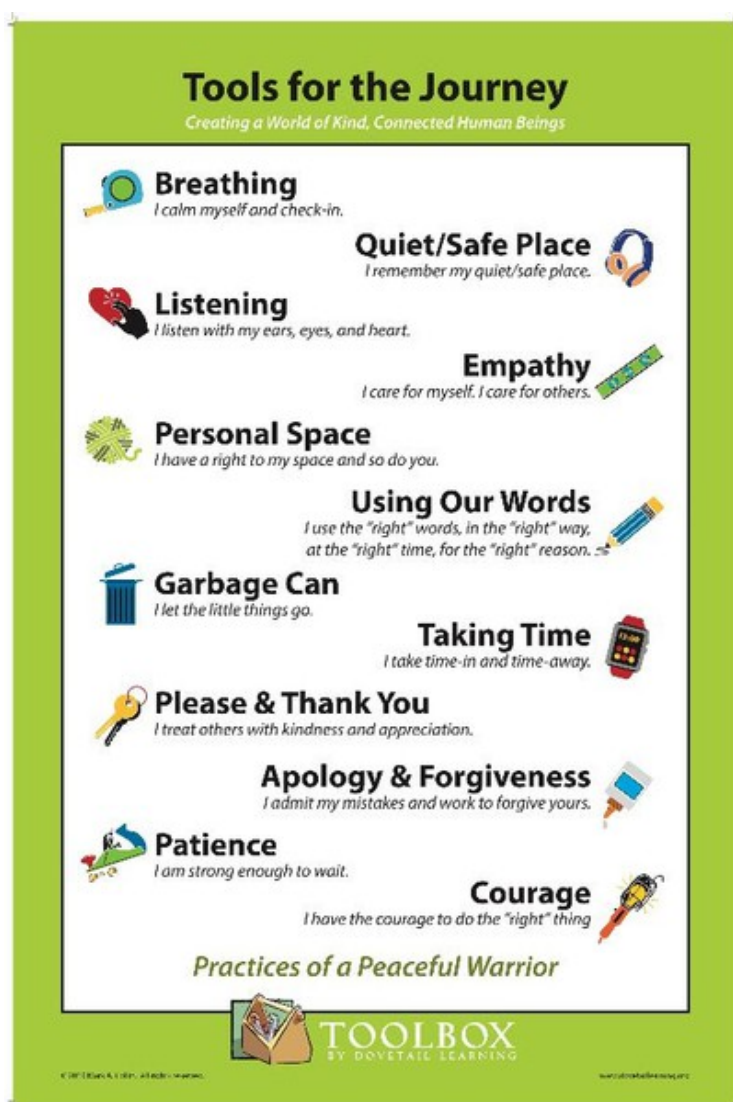 Tools for the Journey
Creating a World of Kind, Connected Human Beings
Breathing
I calm myself and check-in.
Quiet/Safe Place
I remember my quiet/safe place.
Listening
I listen with my ears, eyes, and heart.
Empathy
I care for myself. I care for others.
Personal Space
I have a right to my space and so do you.
Using Our Words
I use the "right" words, in the "right" way,
at the "right" time, for the "right" reason.
Garbage Can
I let the little things go.
Taking Time
I take time-in and time-away.
Please & Thank You
I treat others with kindness and appreciation.
Apology & Forgiveness
I admit my mistakes and work to forgive yours.
Patience
I am strong enough to wait.
Courage
I have the courage to do the "right" thing
Practices of a Peaceful Warrior
TOOLBOX
BY DOVETAIL LEARNING